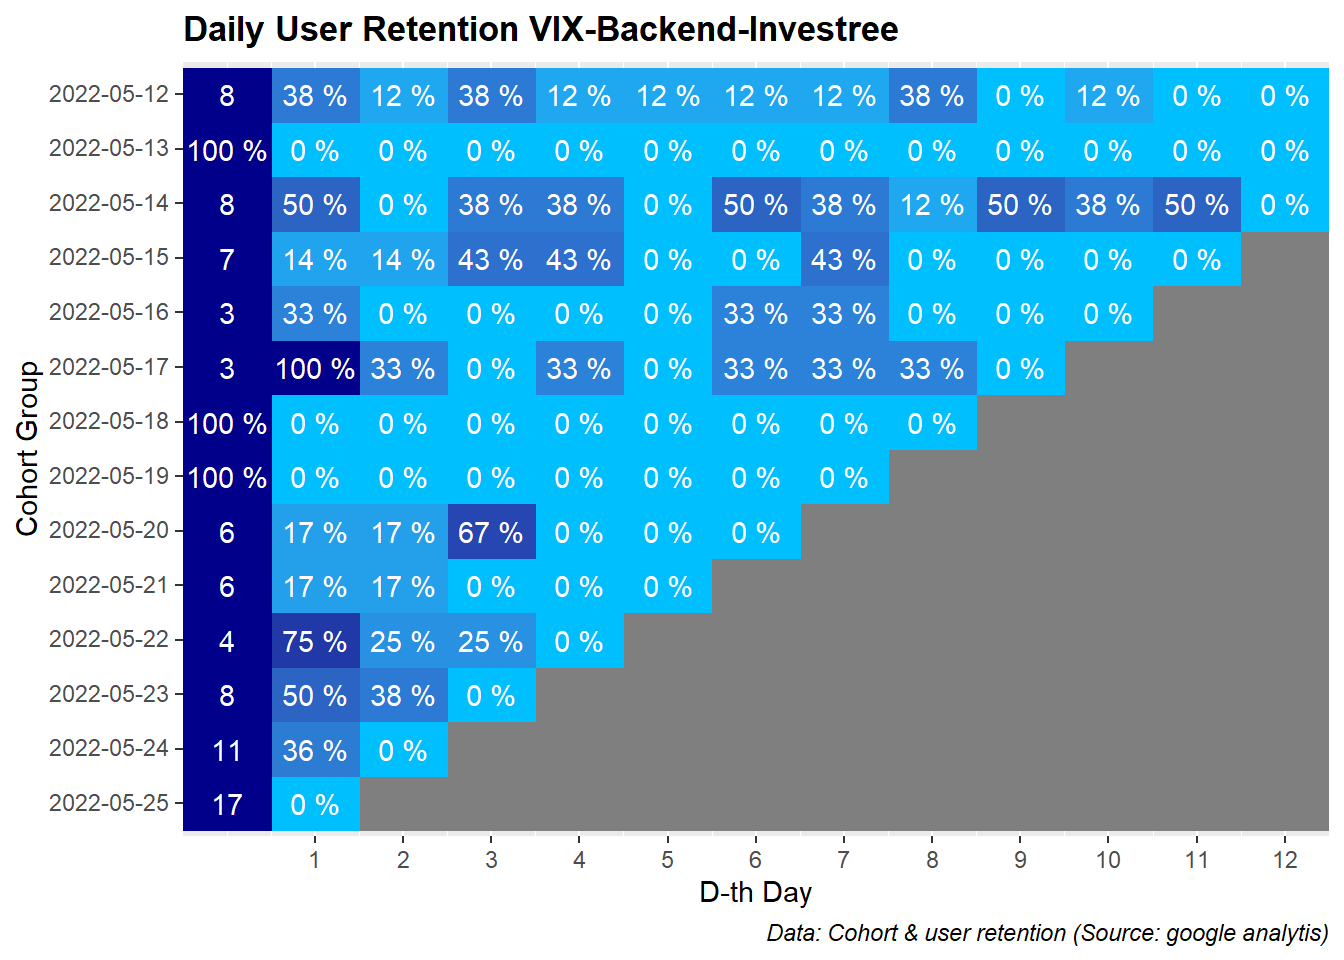 Daily User Retention VIX-Backend-Investree
2022-05-12 8 38 % 12 % 38 % 12 % 12 % 12 % 12 % 38 % 0 % 12 % 0 % 0 %
2022-05-13 100 % 0 % 0 % 0 % 0 % 0 % 0 % 0 % 0 % 0 % 0 % 0 % 0 %
2022-05-14 8 50 % 0 % 38 % 38 % 0 % 50 % 38 % 12 % 50 % 38 % 50 % 0 %
2022-05-15 7 14 % 14 % 43 % 43 % 0 % 0 % 43 % 0 % 0 % 0 % 0 %
2022-05-16 3 33 % 0 % 0 % 0 % 0 % 33 % 33 % 0 % 0 % 0 %
2022-05-17 3 100 % 33 % 0 % 33 % 0 % 33 % 33 % 33 % 0 %
2022-05-18 100 % 0 % 0 % 0 % 0 % 0 % 0 % 0 % 0 %
2022-05-19 100 % 0 % 0 % 0 % 0 % 0 % 0 % 0 %
2022-05-20 6 17 % 17 % 67 % 0 % 0 % 0 %
2022-05-21 6 17 % 17 % 0 % 0 % 0 %
2022-05-22 4 75 % 25 % 25 % 0 %
2022-05-23 8 50 % 38 % 0 %
2022-05-24 11 36 % 0 %
2022-05-25 17 0 %
Cohort Group
1 2 3 4 5 6 7 8 9 10 11 12
D-th Day
Data: Cohort & user retention (Source: google analytis)